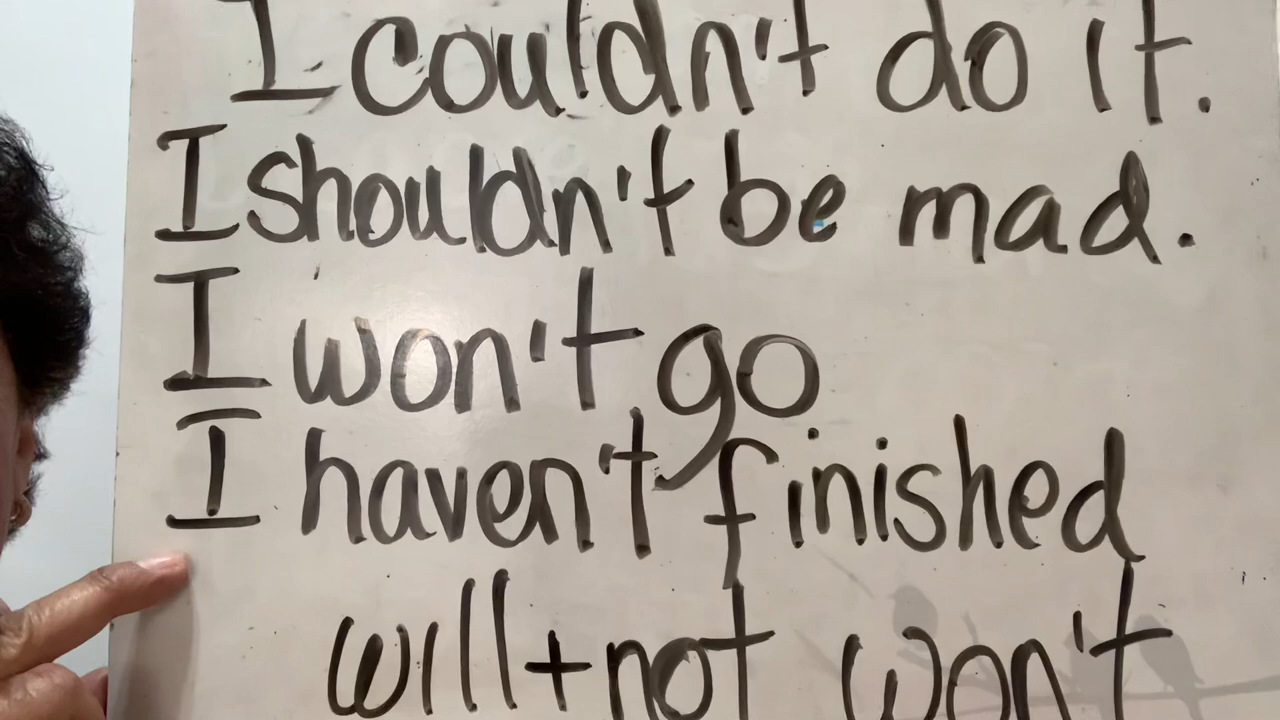 I couldn't do it.
I shouldn't be mad.
I won't go
I haven't finished
will+not won't